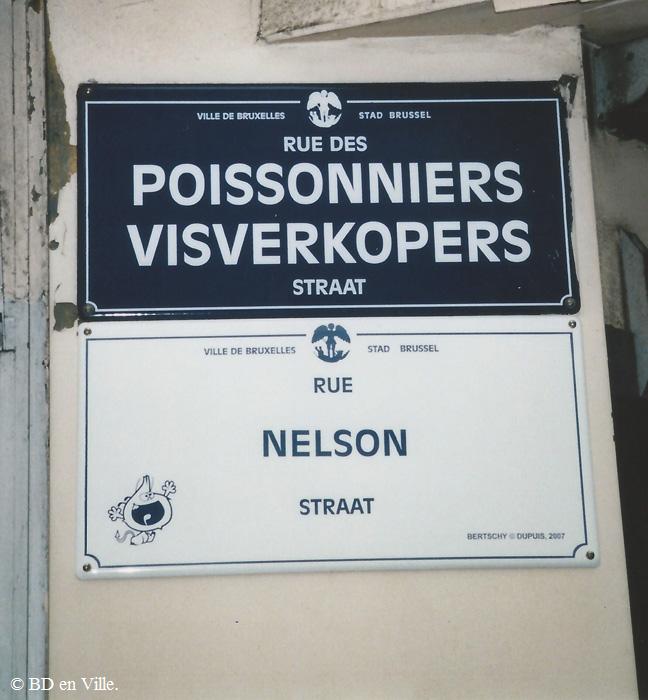 VILLE DE BRUXELLES STAD BRUSSEL
RUE DES
POISSONNIERS
VISVERKOPERS
STRAAT
VILLE DE BRUXELLES STAD BRUSSEL
RUE
NELSON
STRAAT
BERTSCHY © DUPUIS, 2007
© BD en Ville.